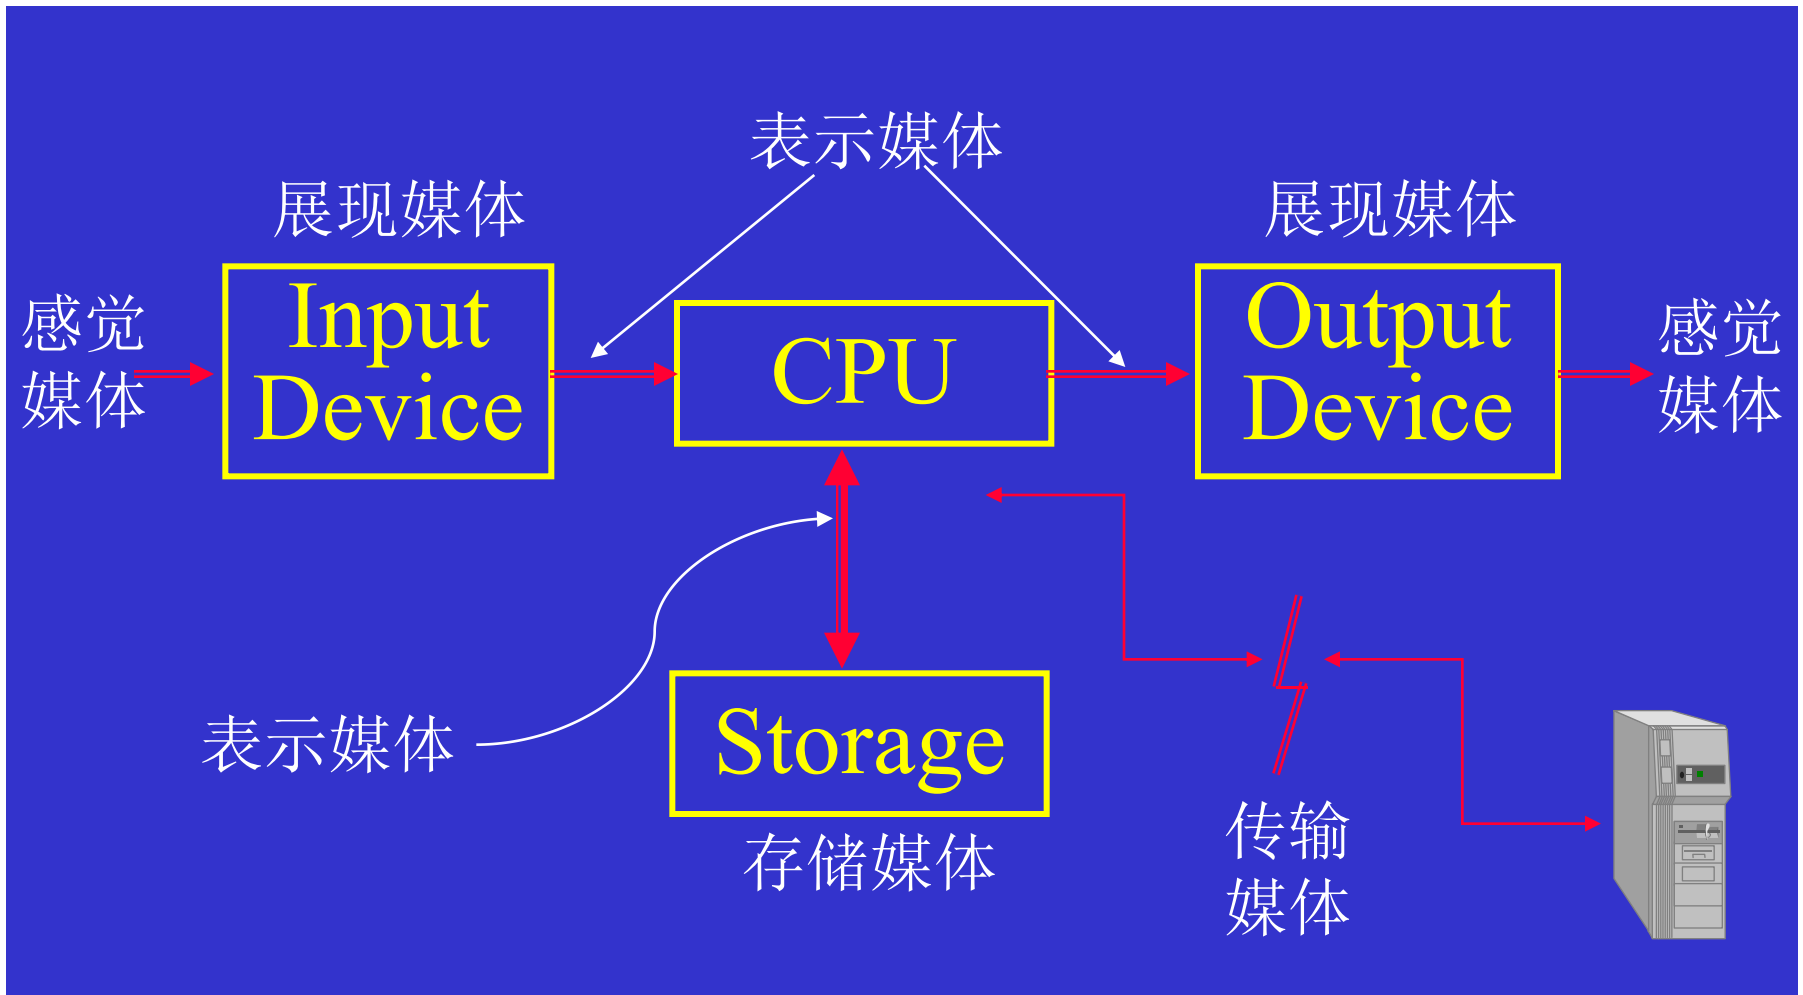 表示媒体
展现媒体
展现媒体
感觉
媒体
Input
Device
CPU
Output
Device
感觉
媒体
表示媒体
Storage
存储媒体
传输
媒体